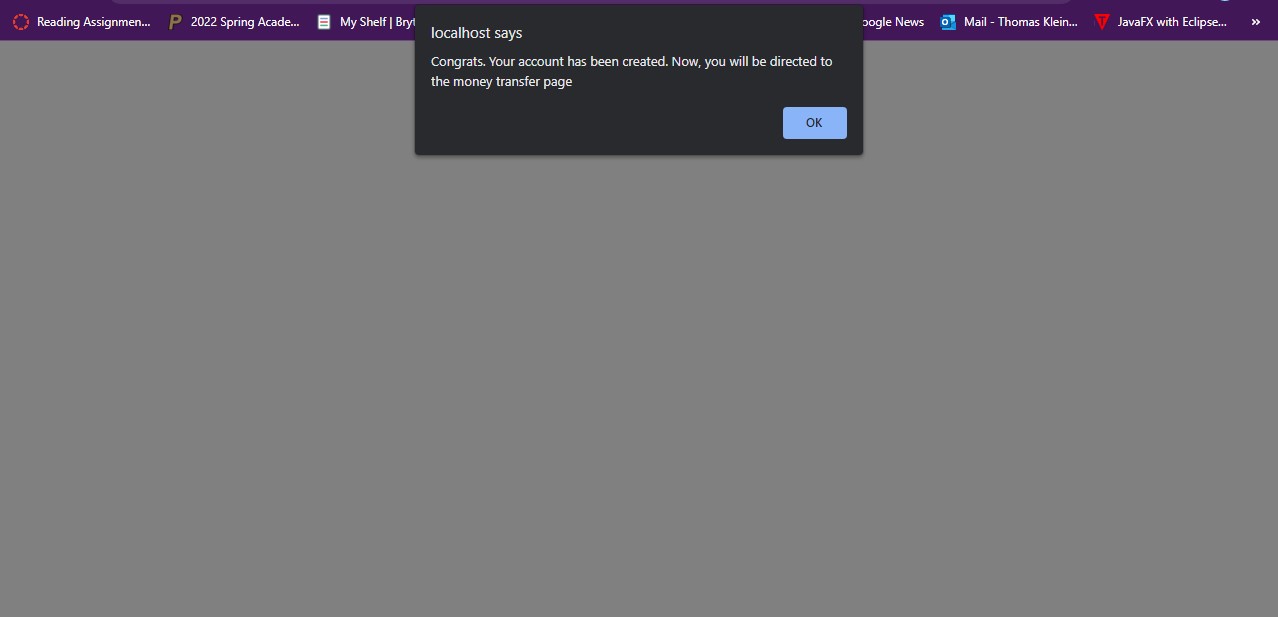 Reading Assignmen... 2022 Spring Acade... My Shelf | Bryt oogle News Mail - Thomas Klein... JavaFX with Eclipse... »
localhost says
Congrats. Your account has been created. Now, you will be directed to
the money transfer page
OK